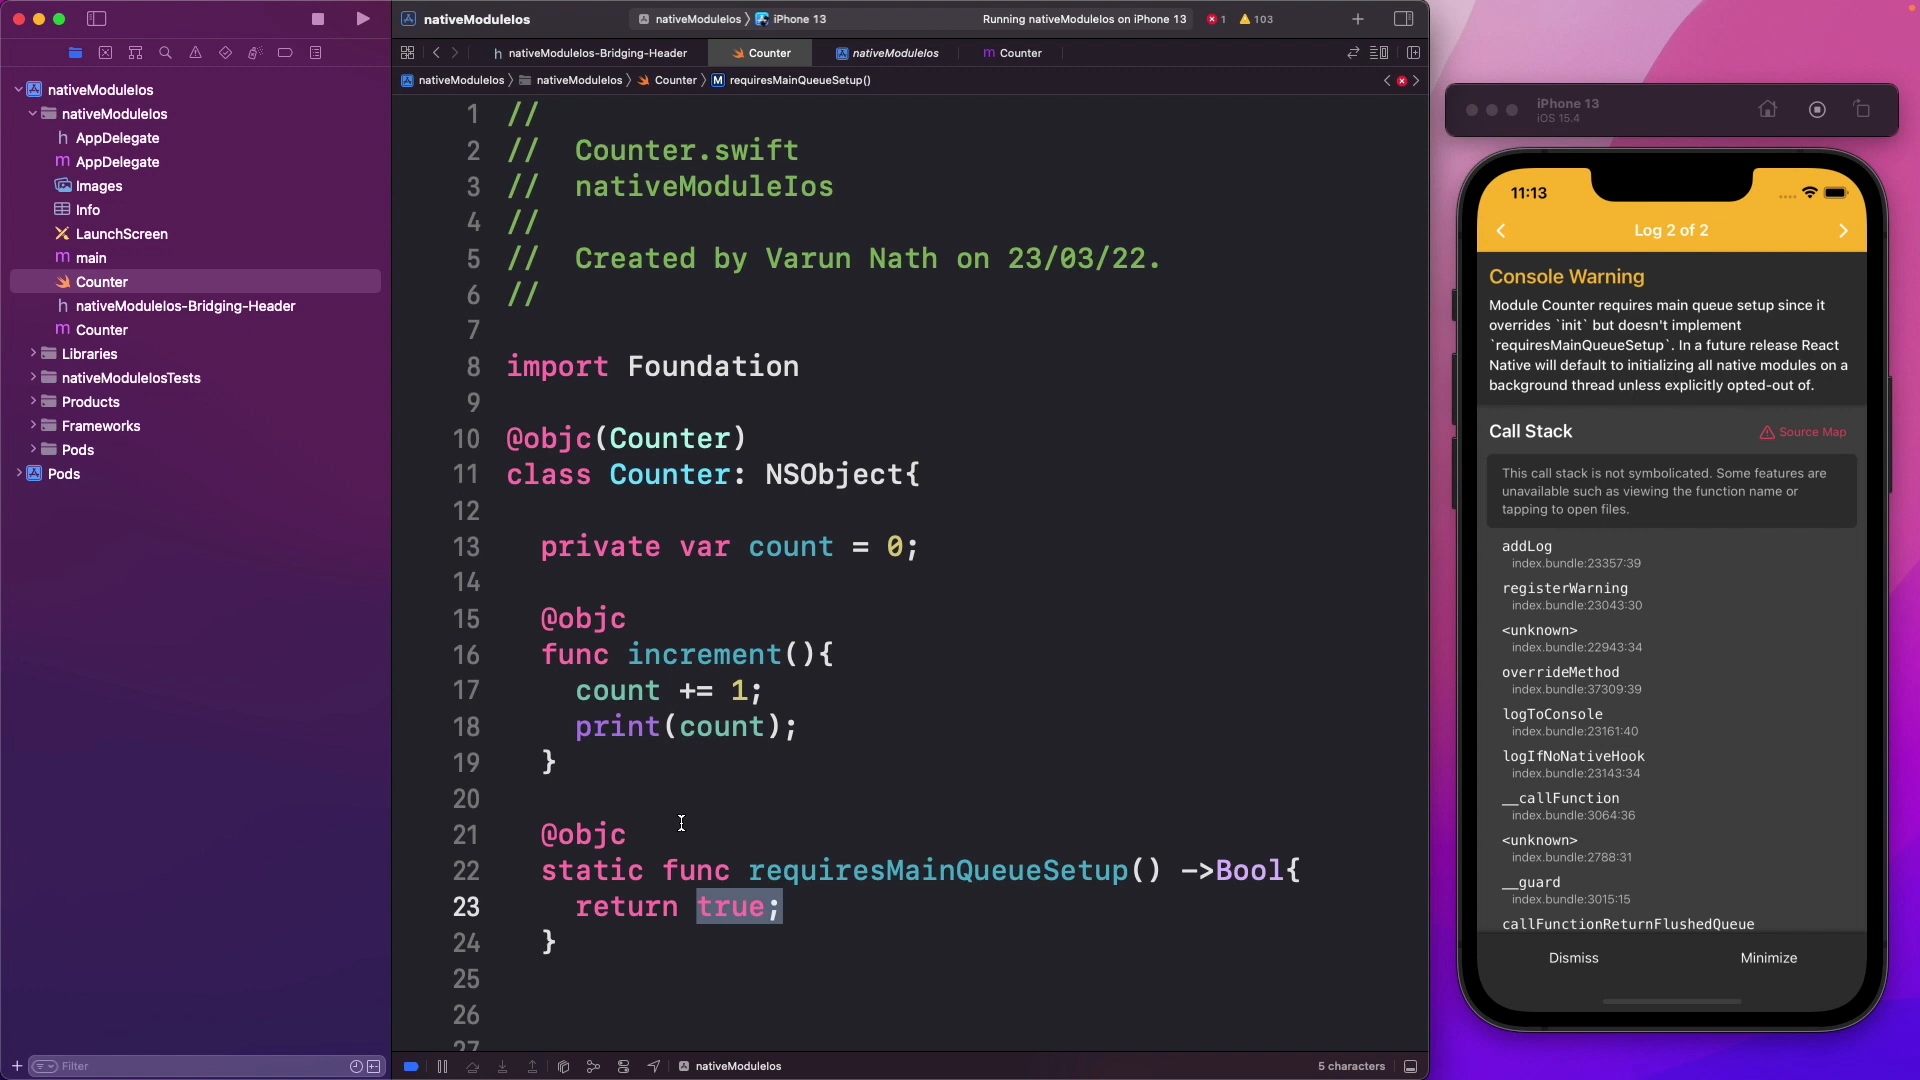 nativeModuleIos
nativeModuleIos
iPhone 13
Running nativeModuleIos on iPhone 13
1
103
nativeModuleIos-Bridging-Header
Counter
nativeModuleIos
Counter
nativeModuleIos
nativeModuleIos
Counter
requiresMainQueueSetup()
nativeModuleIos
nativeModuleIos
AppDelegate
AppDelegate
Images
Info
LaunchScreen
main
Counter
nativeModuleIos-Bridging-Header
Counter
Libraries
nativeModuleIosTests
Products
Frameworks
Pods
Pods
Filter
1 //
2 // Counter.swift
3 // nativeModuleIos
4 //
5 // Created by Varun Nath on 23/03/22.
6 //
7
8 import Foundation
9
10 @objc(Counter)
11 class Counter: NSObject{
12
13 private var count = 0;
14
15 @objc
16 func increment(){
17 count += 1;
18 print(count);
19 }
20
21 @objc
22 static func requiresMainQueueSetup() ->Bool{
23 return true;
24 }
25
26
27
nativeModuleIos
5 characters
iPhone 13
iOS 15.4
11:13
Log 2 of 2
Console Warning
Module Counter requires main queue setup since it
overrides `init` but doesn't implement
`requiresMainQueueSetup`. In a future release React
Native will default to initializing all native modules on a
background thread unless explicitly opted-out of.
Call Stack
Source Map
This call stack is not symbolicated. Some features are
unavailable such as viewing the function name or
tapping to open files.
addLog
index.bundle:23357:39
registerWarning
index.bundle:23043:30
<unknown>
index.bundle:22943:34
overrideMethod
index.bundle:37309:39
logToConsole
index.bundle:23161:40
logIfNoNativeHook
index.bundle:23143:34
__callFunction
index.bundle:3064:36
<unknown>
index.bundle:2788:31
__guard
index.bundle:3015:15
callFunctionReturnFlushedQueue
Dismiss
Minimize